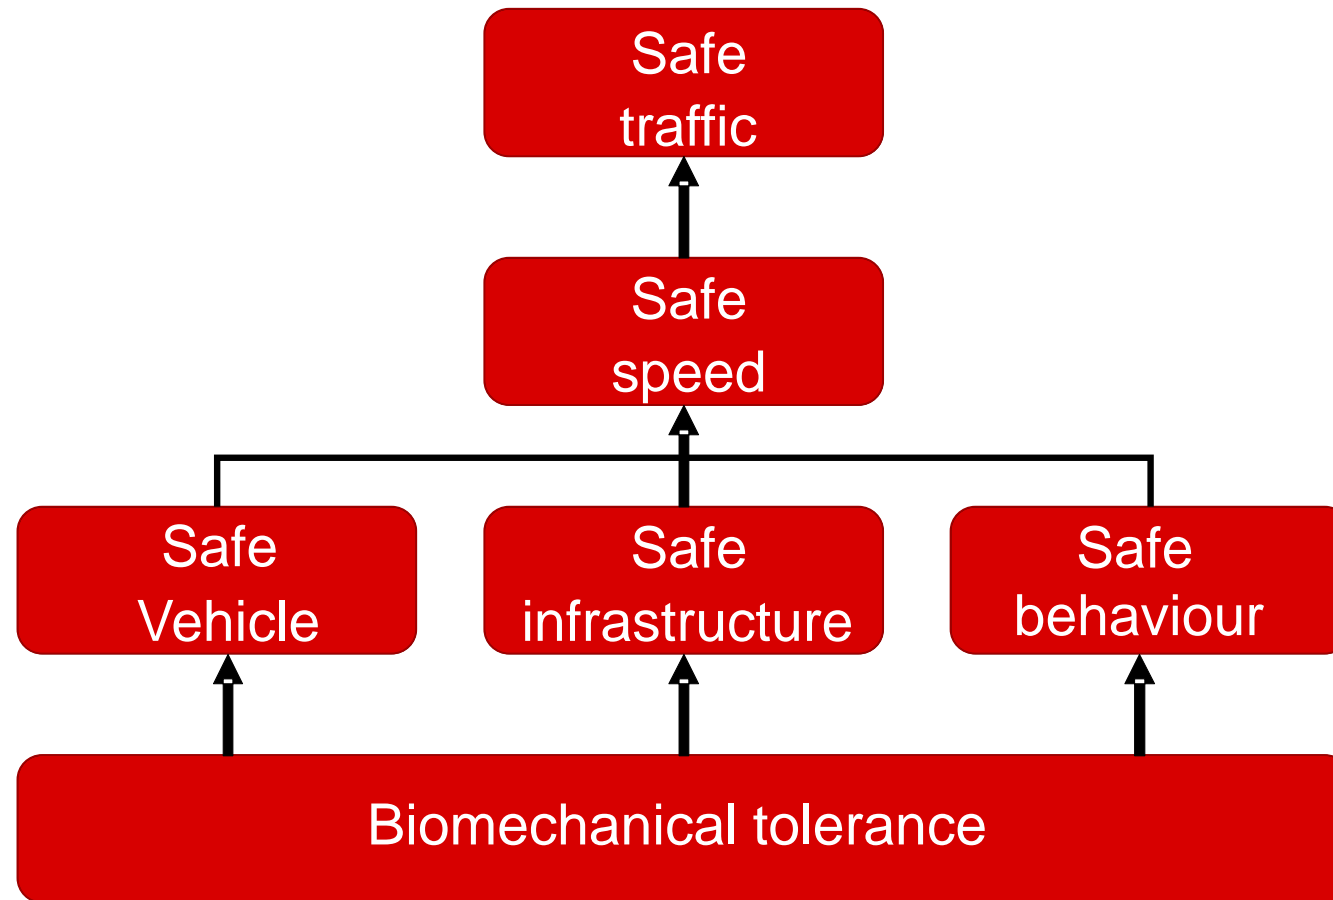 Safe
traffic
Safe
speed
Safe
Vehicle
Safe
infrastructure
Safe
behaviour
Biomechanical tolerance